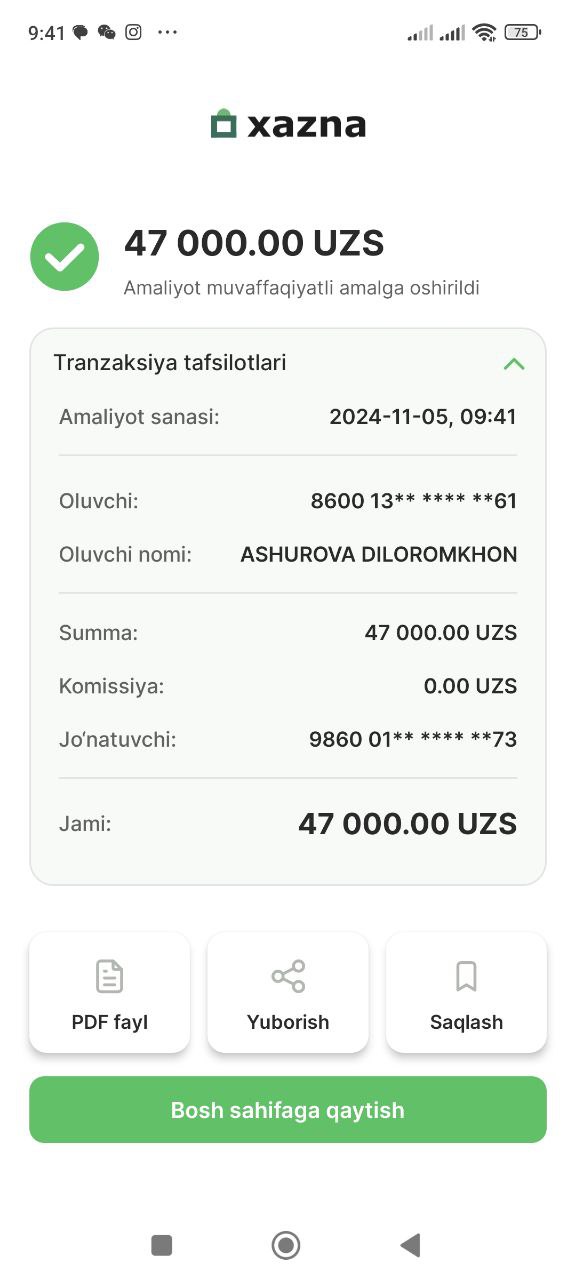 9:41
75
xazna
47 000.00 UZS
Amaliyot muvaffaqiyatli amalga oshirildi
Tranzaksiya tafsilotlari
Amaliyot sanasi: 2024-11-05, 09:41
Oluvchi: 8600 13** **** **61
Oluvchi nomi: ASHUROVA DILOROMKHON
Summa: 47 000.00 UZS
Komissiya: 0.00 UZS
Jo‘natuvchi: 9860 01** **** **73
Jami: 47 000.00 UZS
PDF fayl Yuborish Saqlash
Bosh sahifaga qaytish